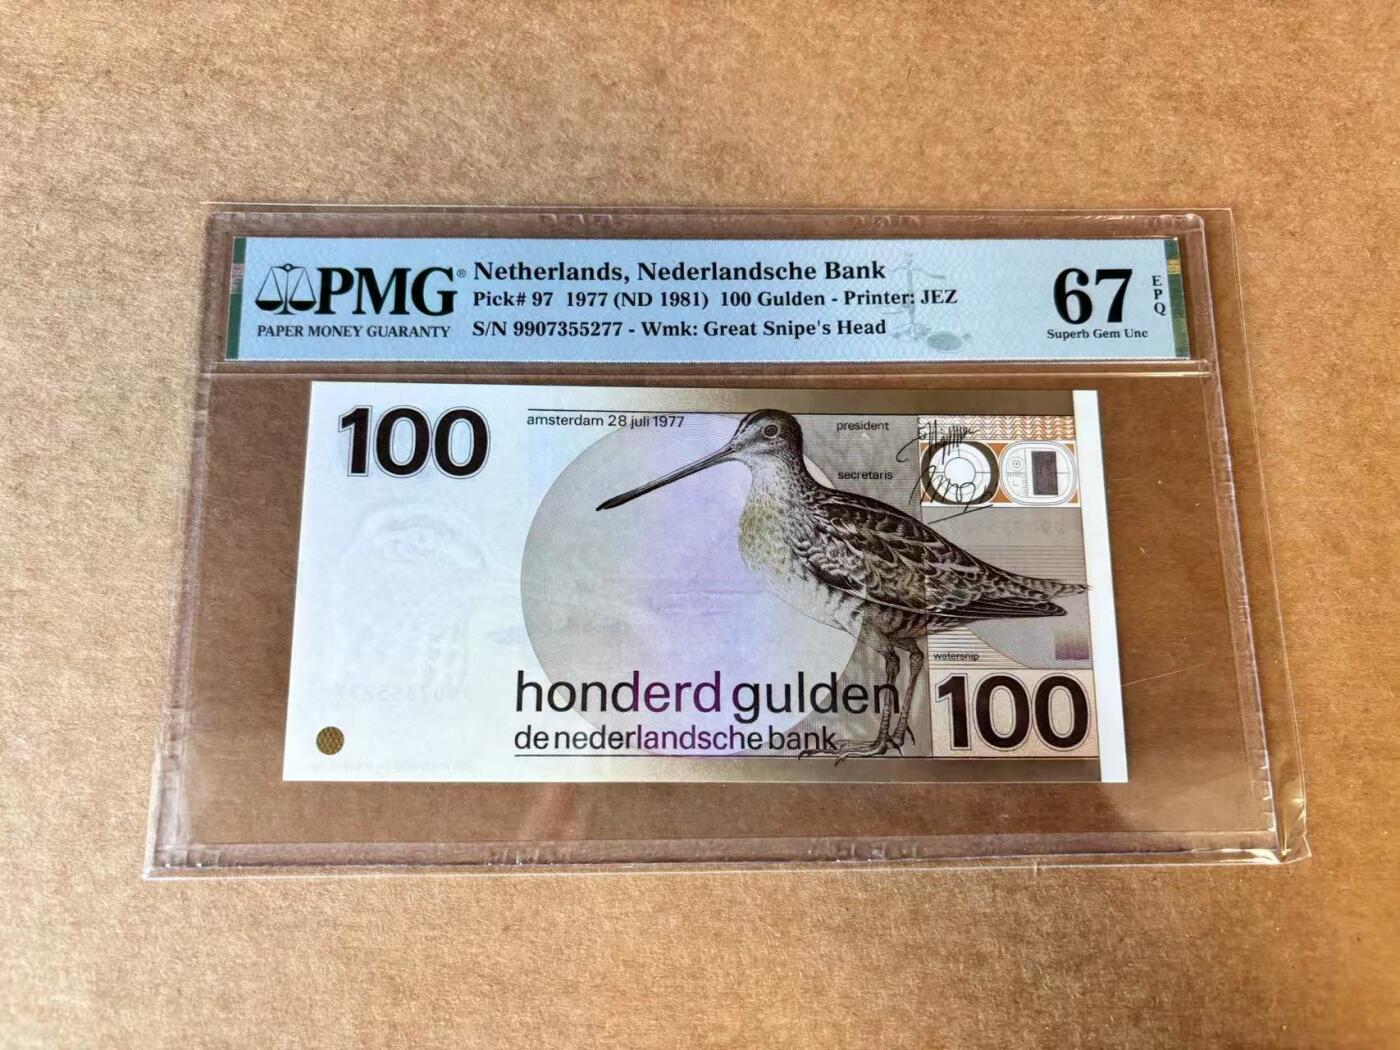 PMG®
PAPER MONEY GUARANTY
Netherlands, Nederlandsche Bank
Pick# 97 1977 (ND 1981) 100 Gulden - Printer: JEZ
S/N 9907355277 - Wmk: Great Snipe's Head
67
Superb Gem Unc
EPQ
100
amsterdam 28 juli 1977
president
secretaris
watersnip
honderd gulden
de nederlandsche bank
100